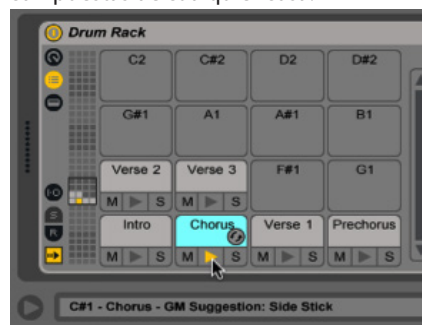 Drum Rack
C2 C#2 D2 D#2
G#1 A1 A#1 B1
Verse 2 Verse 3 F#1 G1
I-O M S M S
S
Intro Chorus Verse 1 Prechorus
R
M S M S M S M S
C#1 - Chorus - GM Suggestion: Side Stick